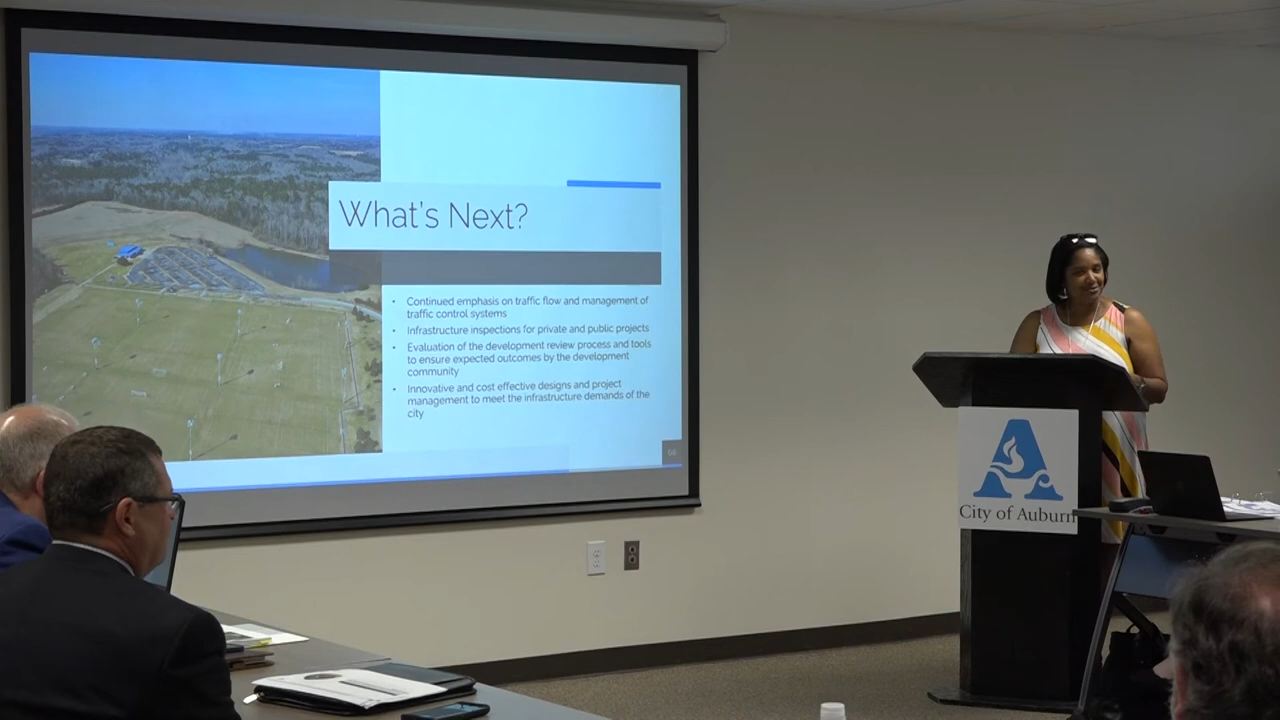 What's Next?
• Continued emphasis on traffic flow and management of
traffic control systems
• Infrastructure inspections for private and public projects
• Evaluation of the development review process and tools
to ensure expected outcomes by the development
community
• Innovative and cost effective designs and project
management to meet the infrastructure demands of the
city
A
City of Auburn